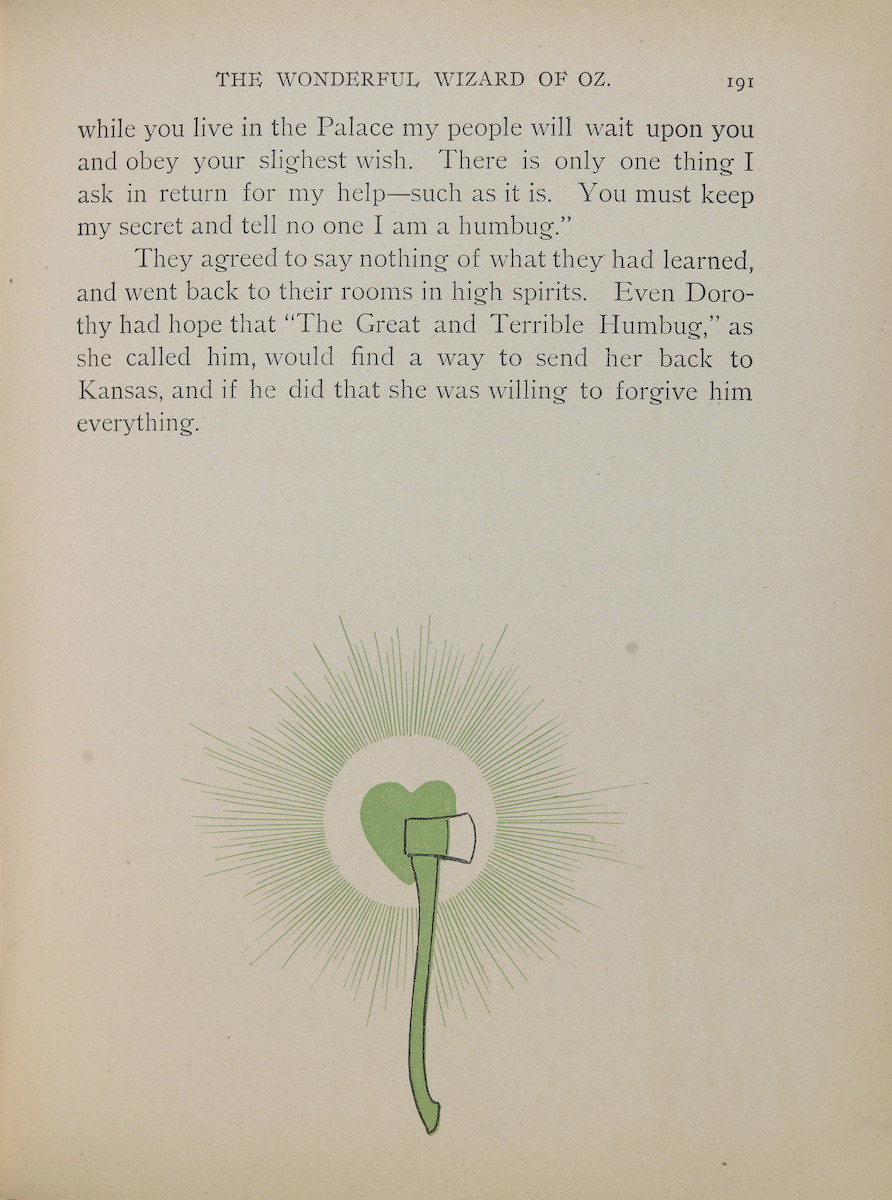 THE WONDERFUL WIZARD OF OZ. 191
while you live in the Palace my people will wait upon you
and obey your slighest wish. There is only one thing I
ask in return for my help—such as it is. You must keep
my secret and tell no one I am a humbug.”
They agreed to say nothing of what they had learned,
and went back to their rooms in high spirits. Even Doro-
thy had hope that “The Great and Terrible Humbug,” as
she called him, would find a way to send her back to
Kansas, and if he did that she was willing to forgive him
everything.